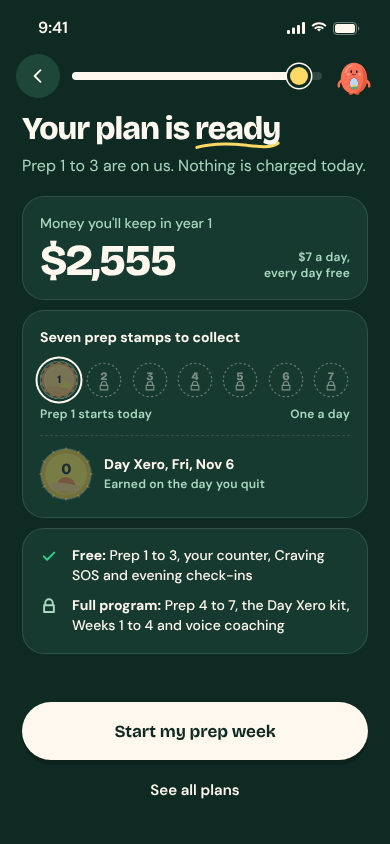 9:41
Your plan is ready
Prep 1 to 3 are on us. Nothing is charged today.
Money you'll keep in year 1
$2,555
$7 a day,
every day free
Seven prep stamps to collect
1 2 3 4 5 6 7
Prep 1 starts today
One a day
0
Day Xero, Fri, Nov 6
Earned on the day you quit
Free: Prep 1 to 3, your counter, Craving
SOS and evening check-ins
Full program: Prep 4 to 7, the Day Xero kit,
Weeks 1 to 4 and voice coaching
Start my prep week
See all plans